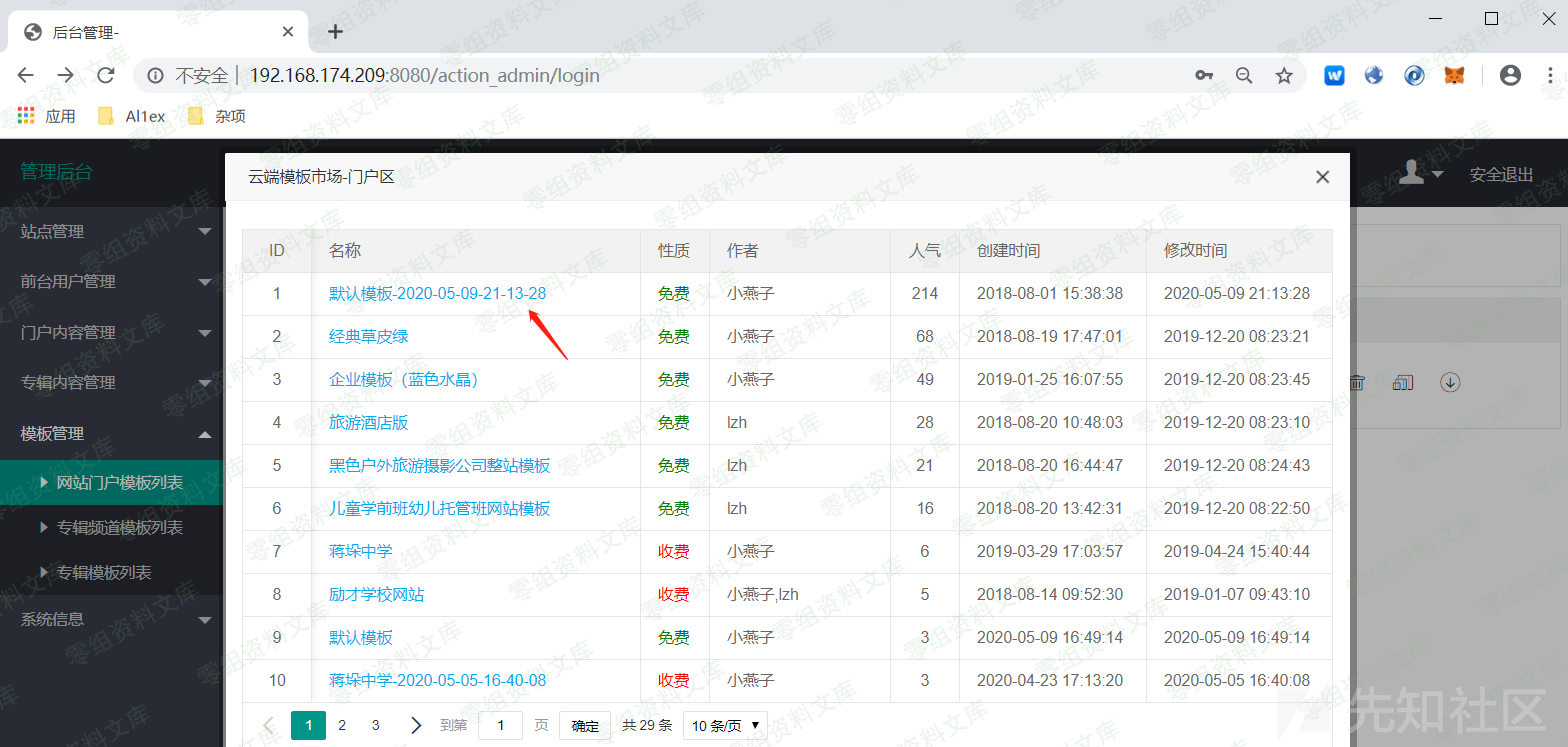 后台管理-
不安全 | 192.168.174.209:8080/action_admin/login
应用 Al1ex 杂项
管理后台
安全退出
站点管理
前台用户管理
门户内容管理
专辑内容管理
模板管理
网站门户模板列表
专辑频道模板列表
专辑模板列表
系统信息
云端模板市场-门户区
ID 名称 性质 作者 人气 创建时间 修改时间
1 默认模板-2020-05-09-21-13-28 免费 小燕子 214 2018-08-01 15:38:38 2020-05-09 21:13:28
2 经典草皮绿 免费 小燕子 68 2018-08-19 17:47:01 2019-12-20 08:23:21
3 企业模板（蓝色水晶） 免费 小燕子 49 2019-01-25 16:07:55 2019-12-20 08:23:45
4 旅游酒店版 免费 lzh 28 2018-08-20 10:48:03 2019-12-20 08:23:10
5 黑色户外旅游摄影公司整站模板 免费 lzh 21 2018-08-20 16:44:47 2019-12-20 08:24:43
6 儿童学前班幼儿托管班网站模板 免费 lzh 16 2018-08-20 13:42:31 2019-12-20 08:22:50
7 蒋垛中学 收费 小燕子 6 2019-03-29 17:03:57 2019-04-24 15:40:44
8 励才学校网站 收费 小燕子,lzh 5 2018-08-14 09:52:30 2019-01-07 09:43:10
9 默认模板 免费 小燕子 3 2020-05-09 16:49:14 2020-05-09 16:49:14
10 蒋垛中学-2020-05-05-16-40-08 收费 小燕子 3 2020-04-23 17:13:20 2020-05-05 16:40:08
1 2 3 到第 1 页 确定 共 29 条 10 条/页
先知社区
零组资料文库